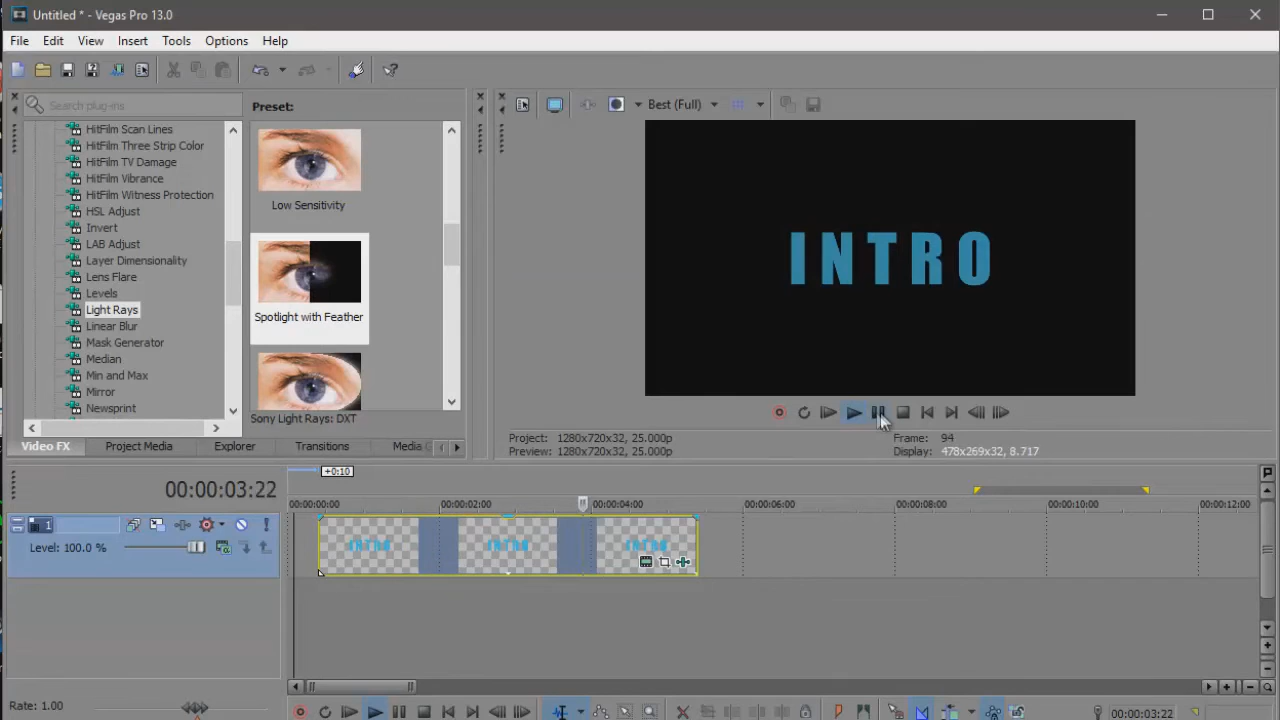 Untitled * - Vegas Pro 13.0
File Edit View Insert Tools Options Help
Search plug-ins
HitFilm Scan Lines
HitFilm Three Strip Color
HitFilm TV Damage
HitFilm Vibrance
HitFilm Witness Protection
HSL Adjust
Invert
LAB Adjust
Layer Dimensionality
Lens Flare
Levels
Light Rays
Linear Blur
Mask Generator
Median
Min and Max
Mirror
Newsprint
Preset:
Low Sensitivity
Spotlight with Feather
Sony Light Rays: DXT
Video FX Project Media Explorer Transitions Media G
Best (Full)
INTRO
Project: 1280x720x32, 25.000p
Preview: 1280x720x32, 25.000p
Frame: 94
Display: 478x269x32, 8.717
+0:10
00:00:03:22
00:00:00:00 00:00:02:00 00:00:04:00 00:00:06:00 00:00:08:00 00:00:10:00 00:00:12:00
1
Level: 100.0 %
INTRO INTRO INTRO
Rate: 1.00
00:00:03:22